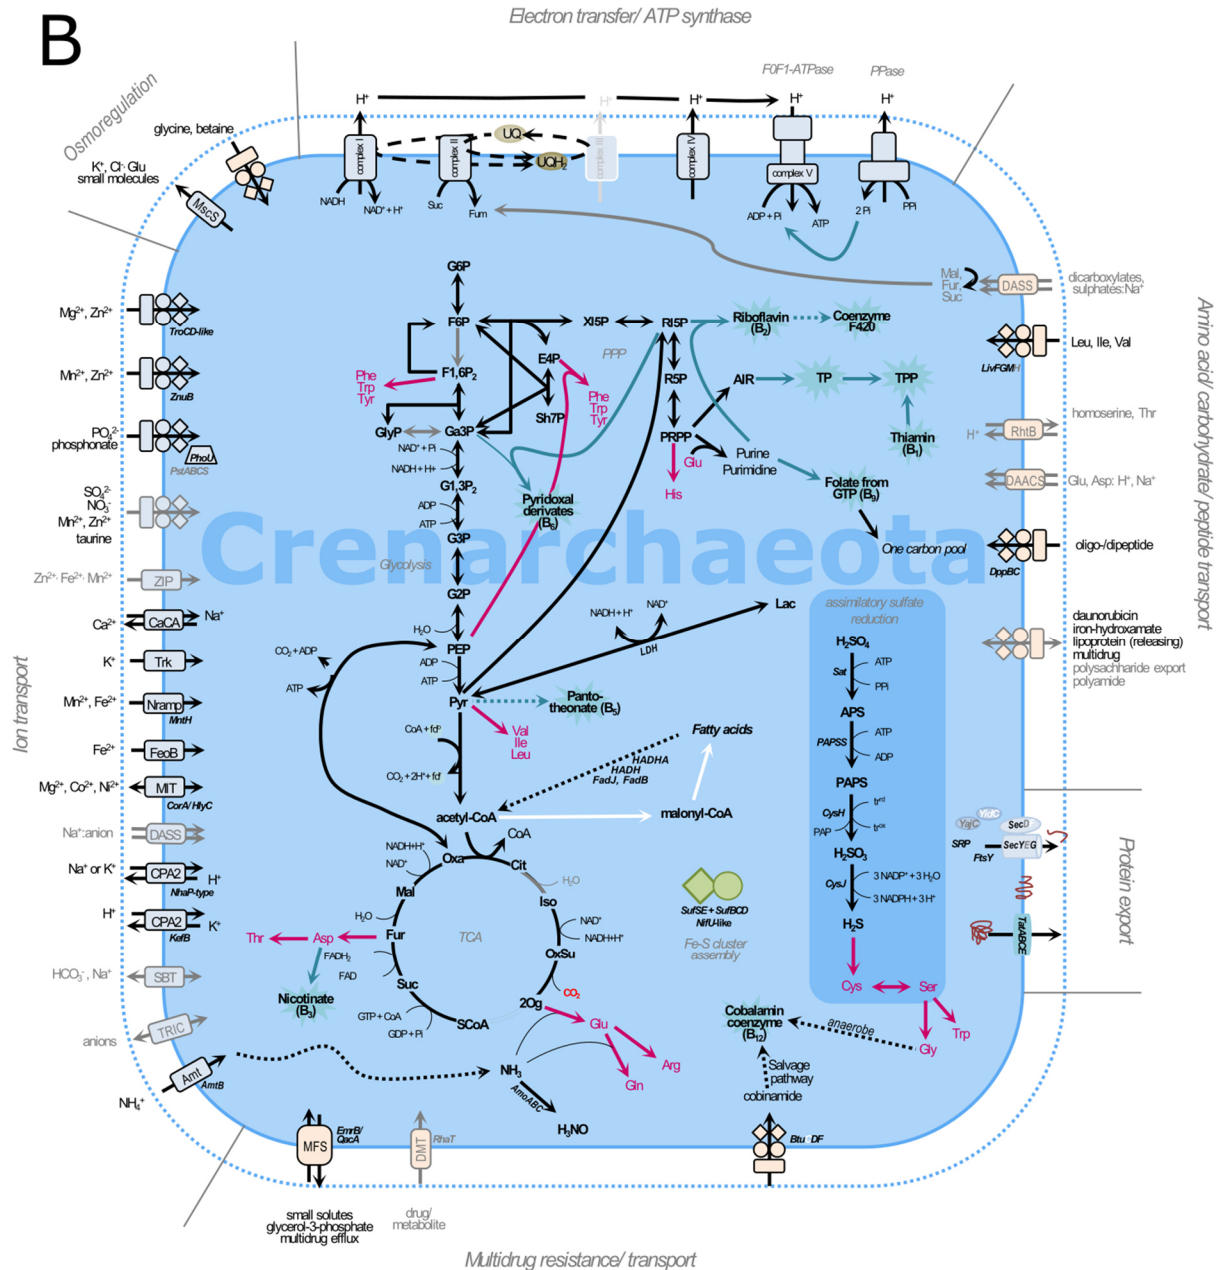 B
Electron transfer/ ATP synthase
Osmoregulation
glycine, betaine
K⁺, Cl⁻ Glu
small molecules
MscS
H⁺
H⁺
H⁺
H⁺
H⁺
F0F1-ATPase
PPase
complex I
complex II
complex III
complex IV
complex V
UQ
UQH₂
NADH
NAD⁺ + H⁺
Suc
Fum
ADP + Pi
ATP
2 Pi
PPi
Ion transport
Mg²⁺, Zn²⁺
TroCD-like
Mn²⁺, Zn²⁺
ZnuB
PO₄²⁻
phosphonate
PhoU
PstABCS
SO₄²⁻
NO₃⁻
Mn²⁺, Zn²⁺
taurine
Zn²⁺ Fe²⁺ Mn²⁺
ZIP
Na⁺
Ca²⁺
CaCA
K⁺
Trk
Mn²⁺, Fe²⁺
Nramp
MntH
Fe²⁺
FeoB
Mg²⁺, Co²⁺, Ni²⁺
MIT
CorA/ HlyC
Na⁺:anion
DASS
Na⁺ or K⁺
CPA2
H⁺
NhaP-type
H⁺
CPA2
K⁺
KefB
HCO₃⁻, Na⁺
SBT
anions
TRIC
NH₄⁺
Amt
AmtB
Crenarchaeota
G6P
F6P
F1,6P₂
GlyP
Ga3P
NAD⁺ + Pi
NADH + H⁺
G1,3P₂
ADP
ATP
G3P
Glycolysis
G2P
H₂O
PEP
ADP
ATP
Pyr
Phe
Trp
Tyr
E4P
Sh7P
Phe
Trp
Tyr
XI5P
PPP
RI5P
R5P
PRPP
Glu
His
AIR
Purine
Purimidine
Riboflavin
(B₂)
Coenzyme
F420
TP
TPP
Thiamin
(B₁)
Folate from
GTP (B₉)
One carbon pool
Pyridoxal
derivates
(B₆)
CO₂ + ADP
ATP
NADH + H⁺
NAD⁺
LDH
Lac
Panto-
theonate (B₅)
Val
Ile
Leu
CoA + fd⁰
CO₂ + 2H⁺ + fd
Fatty acids
HADHA
HADH
FadJ, FadB
acetyl-CoA
malonyl-CoA
CoA
TCA
Oxa
Cit
H₂O
Iso
NAD⁺
NADH+H⁺
OxSu
CO₂
2Og
SCoA
GTP + CoA
GDP + Pi
Suc
FADH₂
FAD
Fur
H₂O
Mal
NADH+H⁺
NAD⁺
Thr
Asp
Nicotinate
(B₃)
Glu
Arg
Gln
NH₃
AmoABC
H₃NO
SufSE + SufBCD
NifU-like
Fe-S cluster
assembly
assimilatory sulfate
reduction
H₂SO₄
Sat
ATP
PPi
APS
PAPSS
ATP
ADP
PAPS
CysH
trʳᵈ
PAP
trᵒˣ
H₂SO₃
CysJ
3 NADP⁺ + 3 H₂O
3 NADPH + 3 H⁺
H₂S
Cys
Ser
Trp
Gly
anaerobe
Cobalamin
coenzyme
(B₁₂)
Salvage
pathway
cobinamide
BtuCDF
Amino acid/ carbohydrate/ peptide transport
Mal,
Fur,
Suc
DASS
dicarboxylates,
sulphates:Na⁺
Leu, Ile, Val
LivFGMH
homoserine, Thr
H⁺
RhtB
DAACS
Glu, Asp: H⁺, Na⁺
oligo-/dipeptide
DppBC
daunorubicin
iron-hydroxamate
lipoprotein (releasing)
multidrug
polysachharide export
polyamide
Protein export
YajC
YidC
SecD
SRP
FtsY
SecYEG
TatABCE
MFS
EmrB/
QacA
small solutes
glycerol-3-phosphate
multidrug efflux
DMT
RhaT
drug/
metabolite
Multidrug resistance/ transport